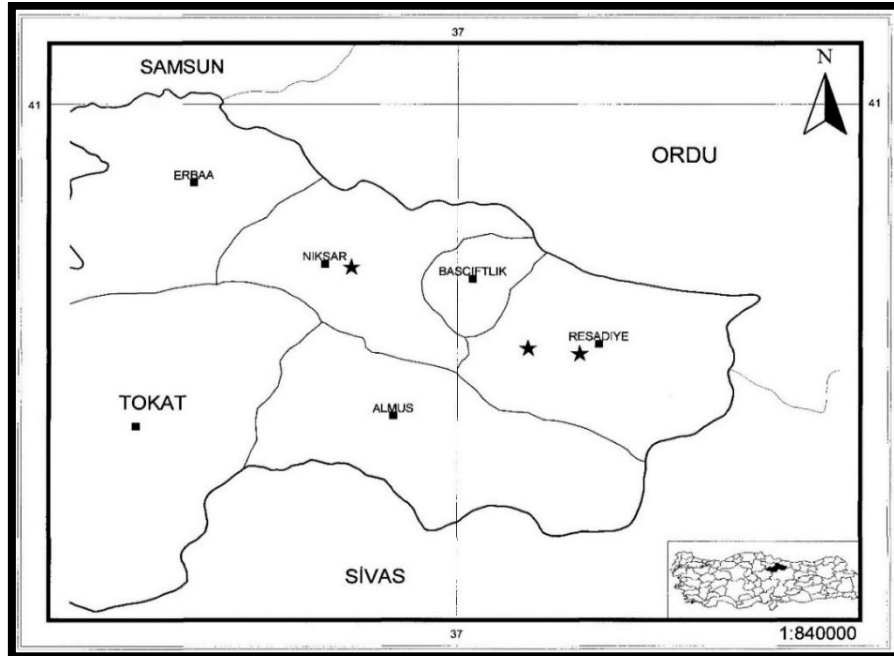 37
SAMSUN
N
41
41
ORDU
ERBAA
NIKSAR
BASCIFTLIK
RESADIYE
TOKAT
ALMUS
SİVAS
37
1:840000